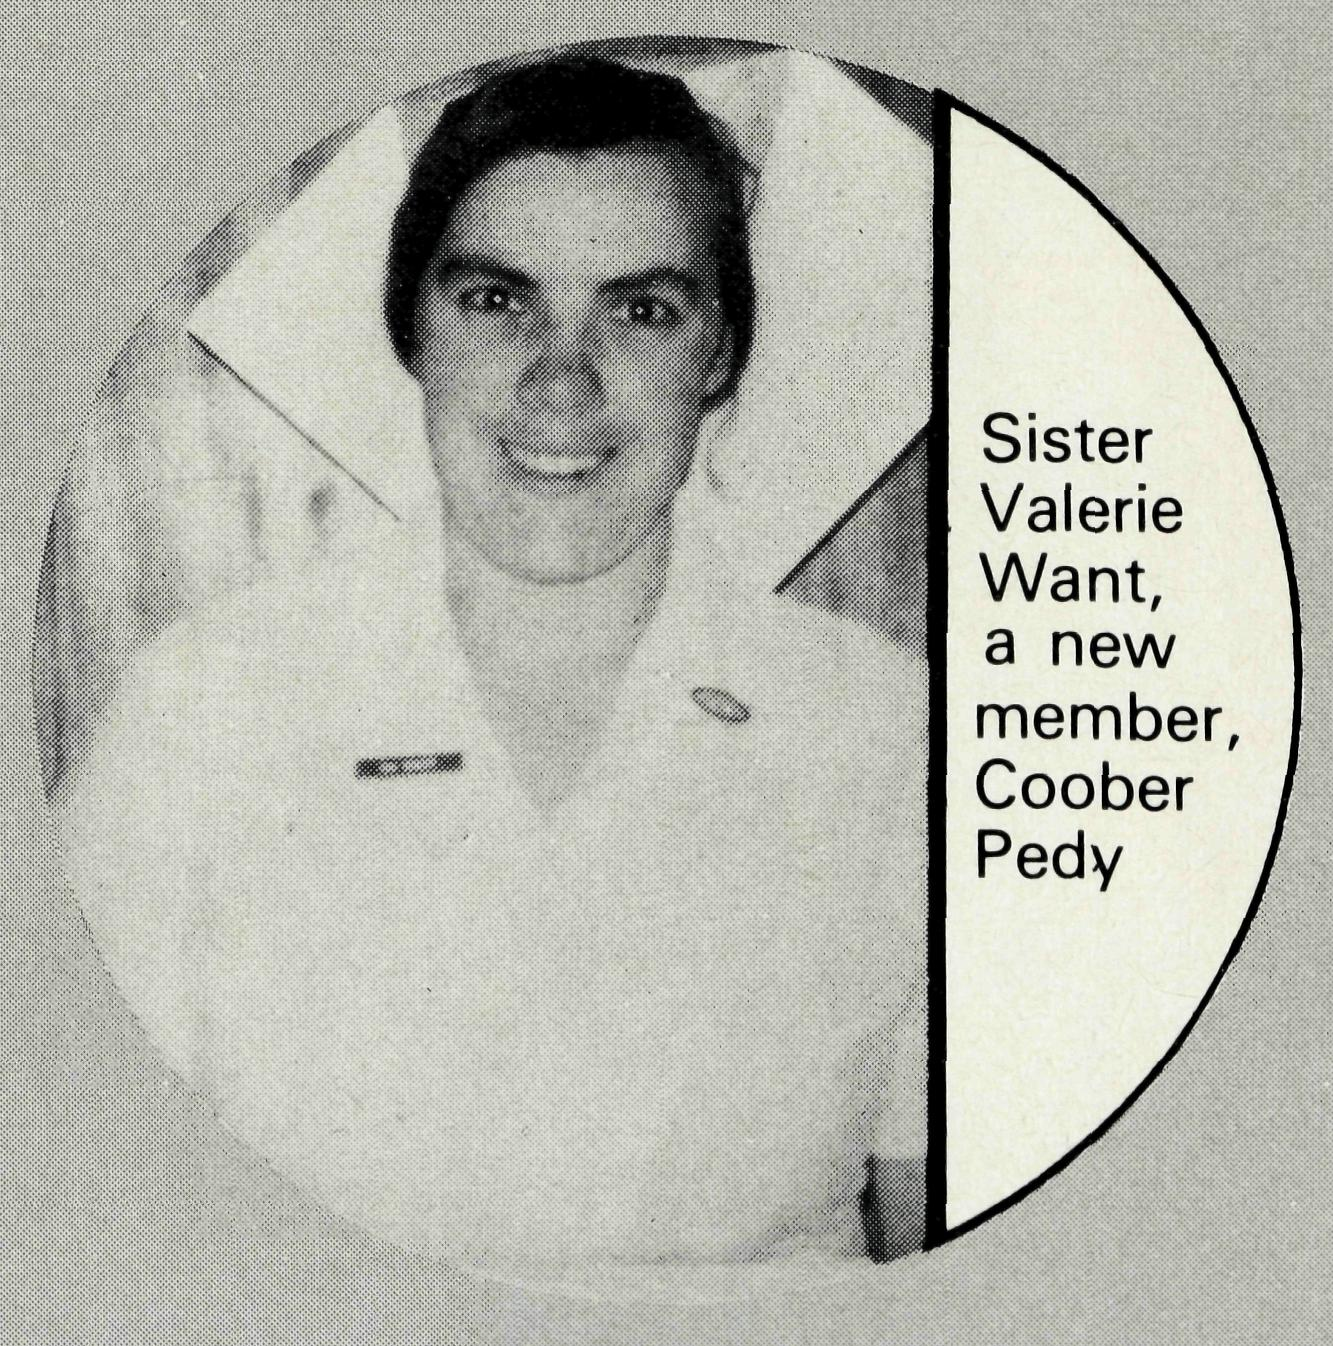 Sister
Valerie
Want,
a new
member,
Coober
Pedy